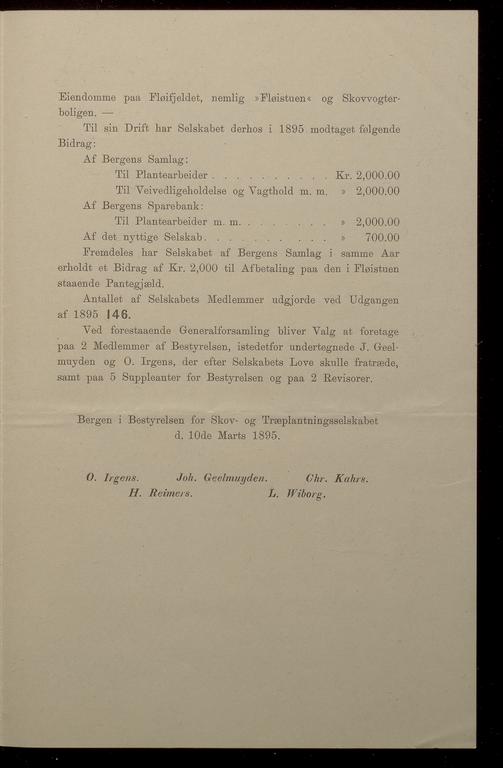 Eiendomme paa Fløifjeldet, nemlig »Fløistuen« og Skovvogter-
boligen. —
Til sin Drift har Selskabet derhos i 1895 modtaget følgende
Bidrag:
Af Bergens Samlag:
Til Plantearbeider . . . . . . . . . . Kr. 2,000.00
Til Veivedligeholdelse og Vagthold m. m. » 2,000.00
Af Bergens Sparebank:
Til Plantearbeider m. m. . . . . . . . » 2,000.00
Af det nyttige Selskab . . . . . . . . . . » 700.00
Fremdeles har Selskabet af Bergens Samlag i samme Aar
erholdt et Bidrag af Kr. 2,000 til Afbetaling paa den i Fløistuen
staaende Pantegjæld.
Antallet af Selskabets Medlemmer udgjorde ved Udgangen
af 1895 146.
Ved forestaaende Generalforsamling bliver Valg at foretage
paa 2 Medlemmer af Bestyrelsen, istedetfor undertegnede J. Geel-
muyden og O. Irgens, der efter Selskabets Love skulle fratræde,
samt paa 5 Suppleanter for Bestyrelsen og paa 2 Revisorer.
Bergen i Bestyrelsen for Skov- og Træplantningsselskabet
d. 10de Marts 1895.
O. Irgens. Joh. Geelmuyden. Chr. Kahrs.
H. Reimers. L. Wiborg.